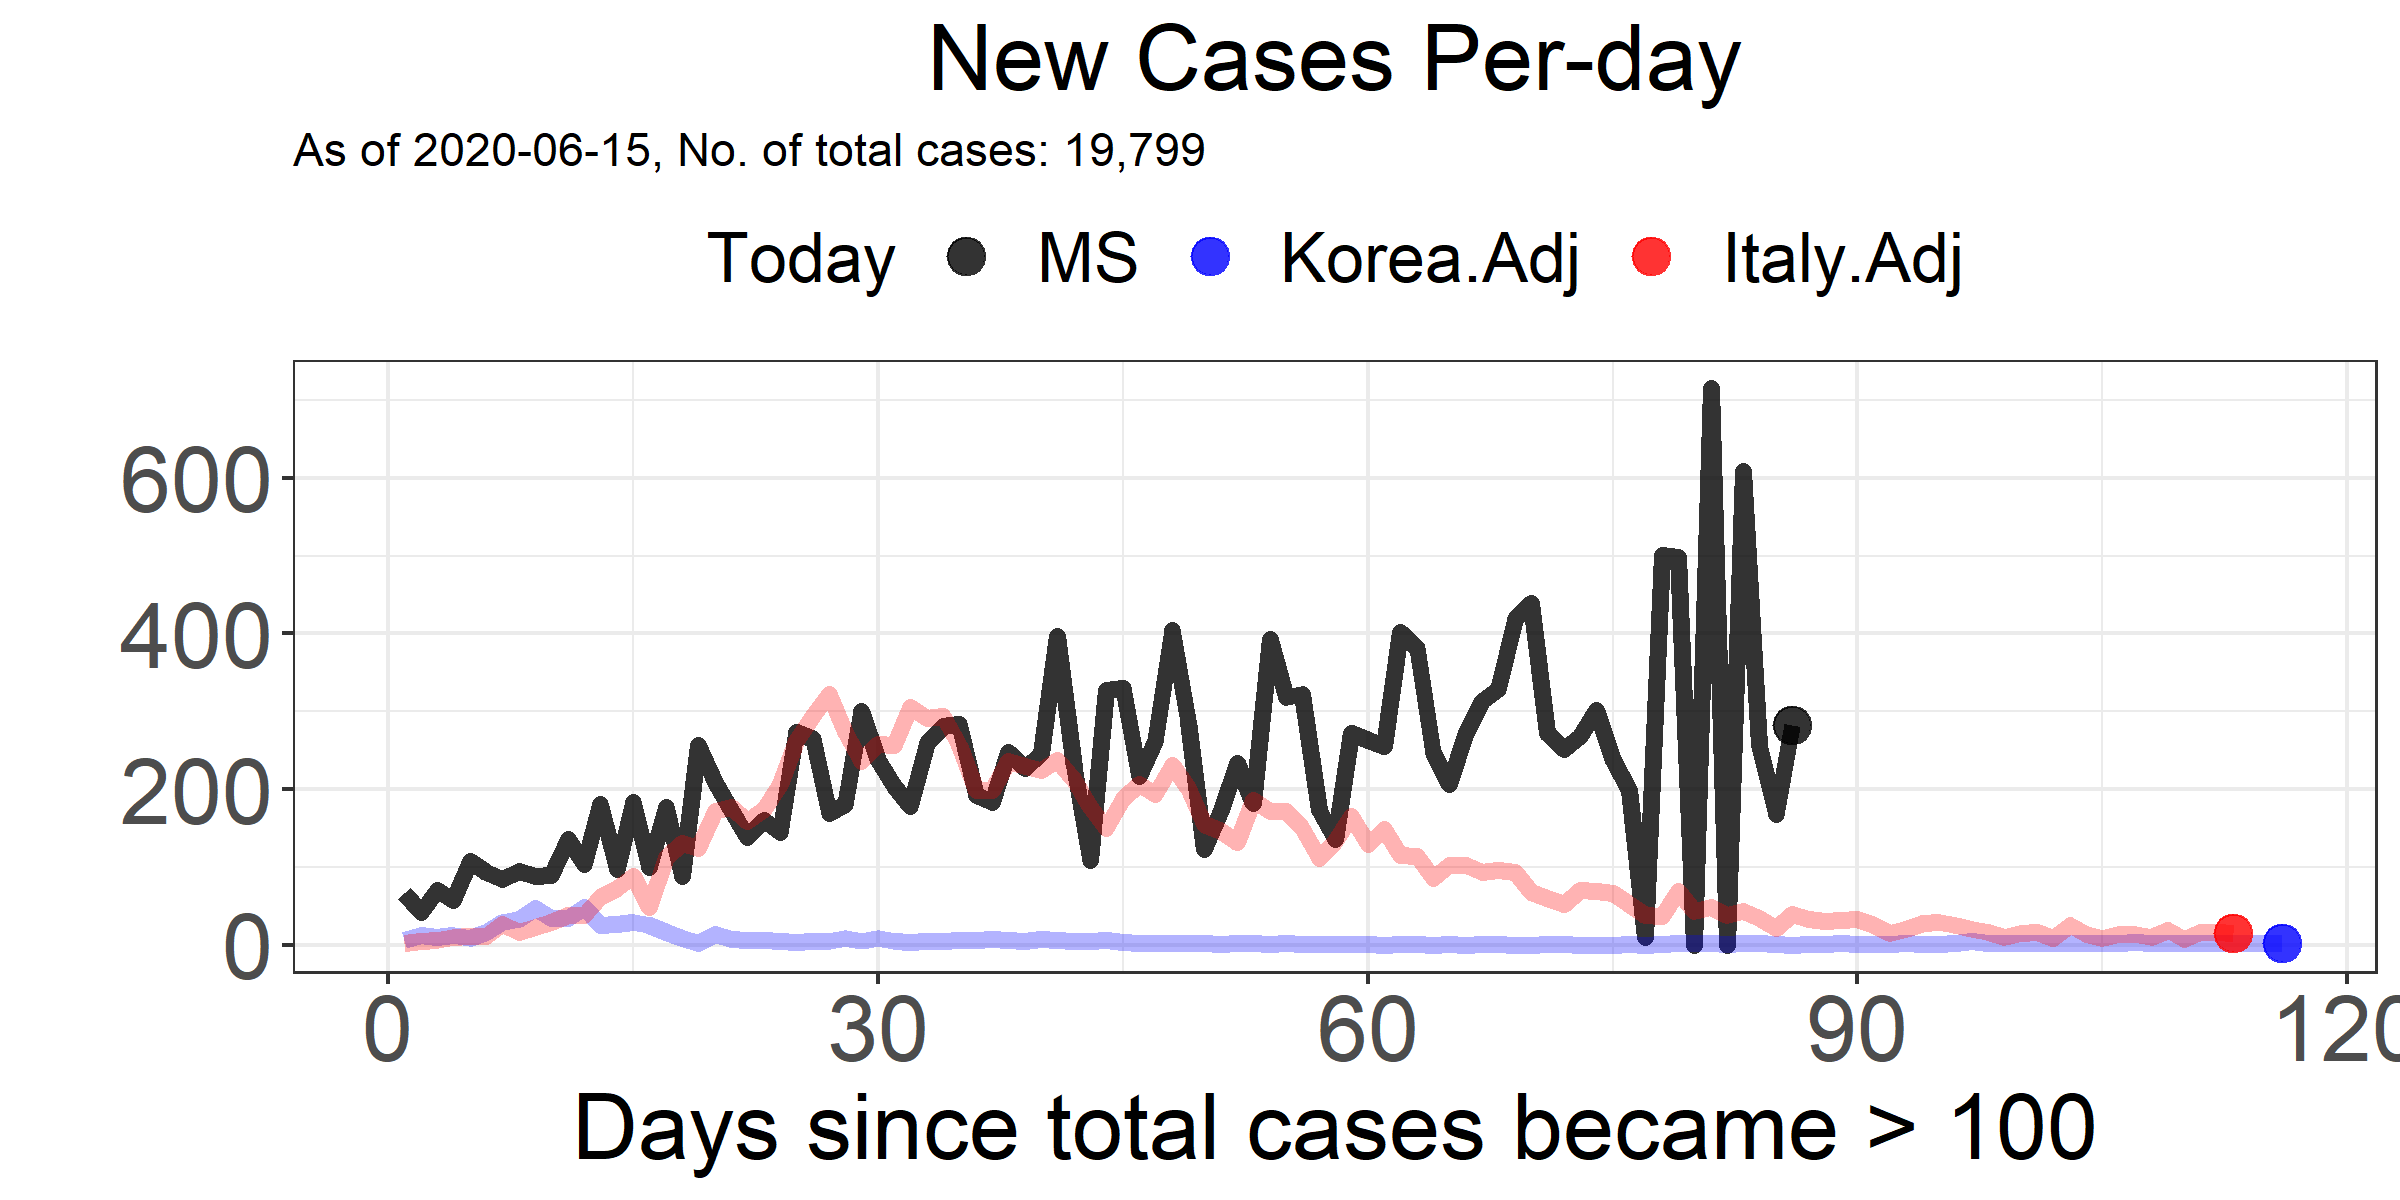 New Cases Per-day
As of 2020-06-15, No. of total cases: 19,799
Today MS Korea.Adj Italy.Adj
600
400
200
0
0 30 60 90 120
Days since total cases became > 100